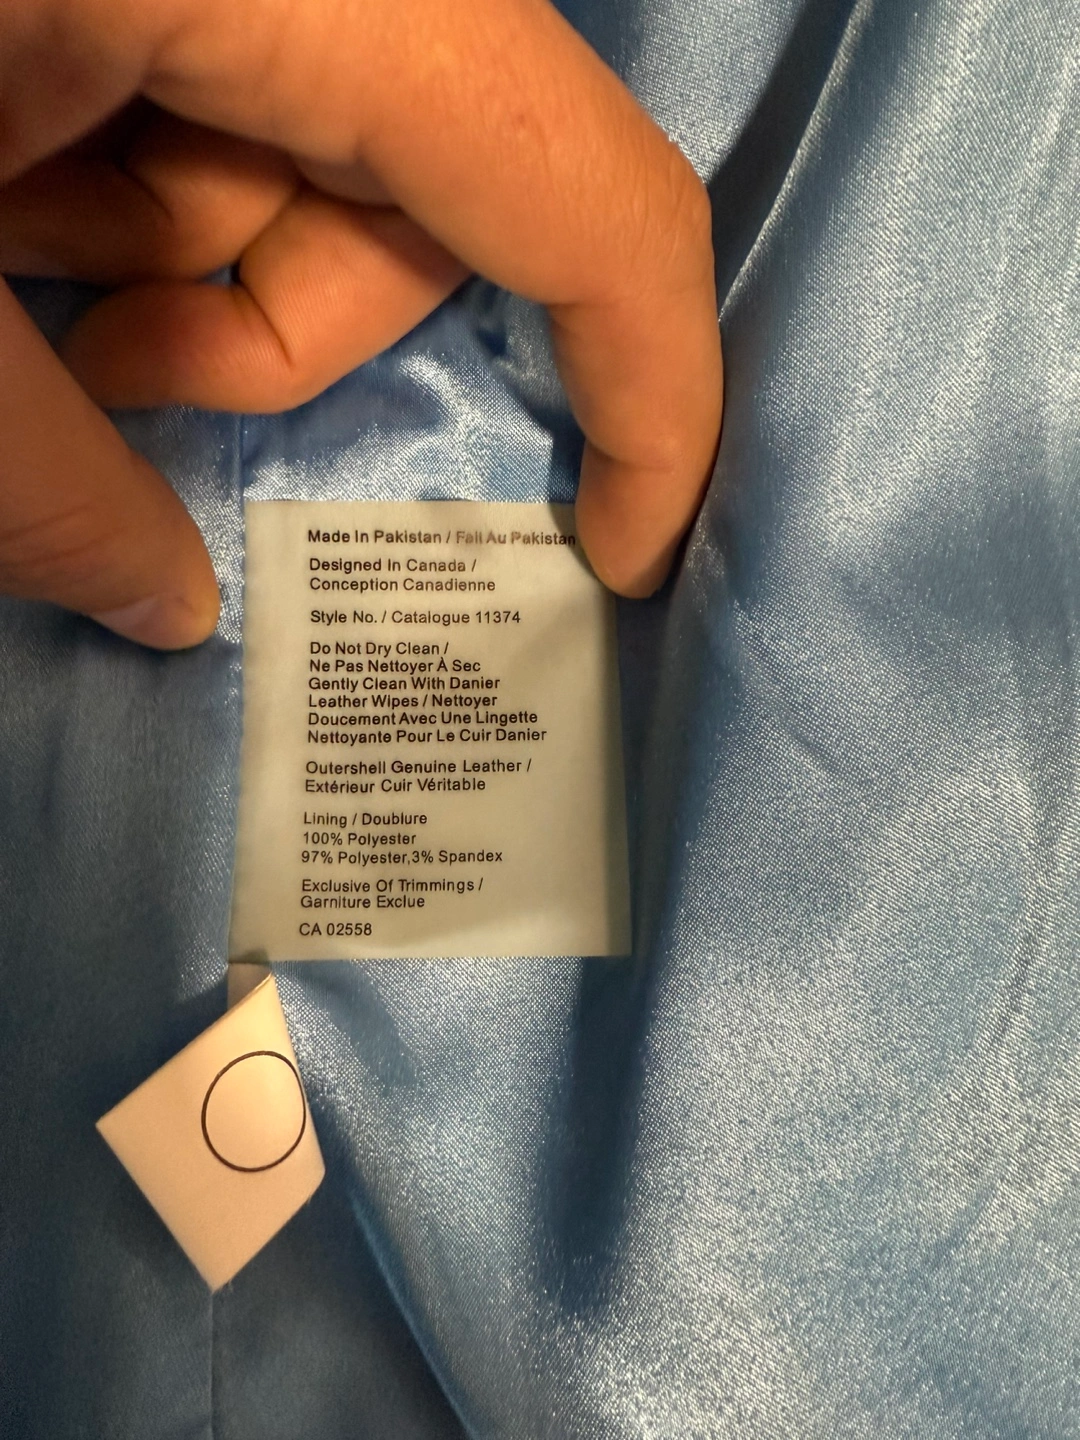 Made In Pakistan / Fait Au Pakistan
Designed In Canada /
Conception Canadienne
Style No. / Catalogue 11374
Do Not Dry Clean /
Ne Pas Nettoyer À Sec
Gently Clean With Danier
Leather Wipes / Nettoyer
Doucement Avec Une Lingette
Nettoyante Pour Le Cuir Danier
Outershell Genuine Leather /
Extérieur Cuir Véritable
Lining / Doublure
100% Polyester
97% Polyester,3% Spandex
Exclusive Of Trimmings /
Garniture Exclue
CA 02558